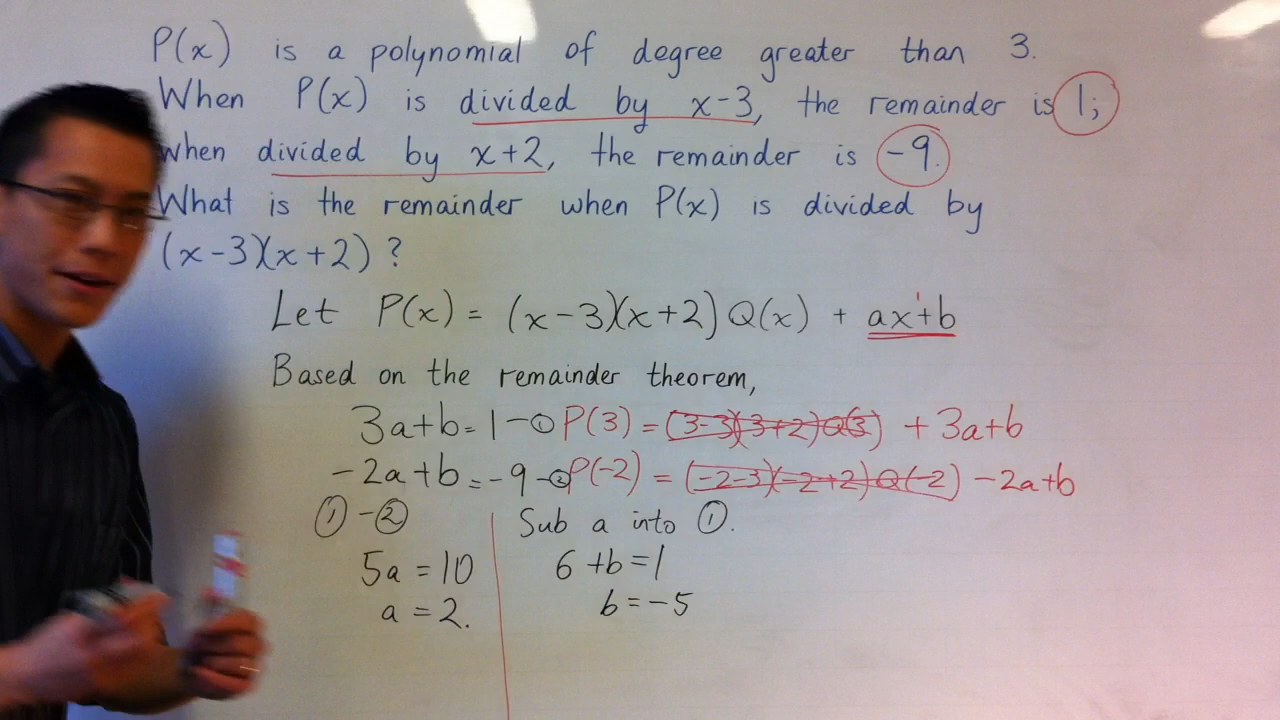 P(x) is a polynomial of degree greater than 3.
When P(x) is divided by x-3, the remainder is 1;
when divided by x+2, the remainder is -9.
What is the remainder when P(x) is divided by
(x-3)(x+2)?
Let P(x) = (x-3)(x+2)Q(x) + ax¹+b
Based on the remainder theorem,
3a+b=1-① P(3) = (3-3)(3+2)Q(3) + 3a+b
-2a+b=-9-② P(-2) = (-2-3)(-2+2)Q(-2) -2a+b
①-② Sub a into ①.
5a=10 6+b=1
a=2. b=-5